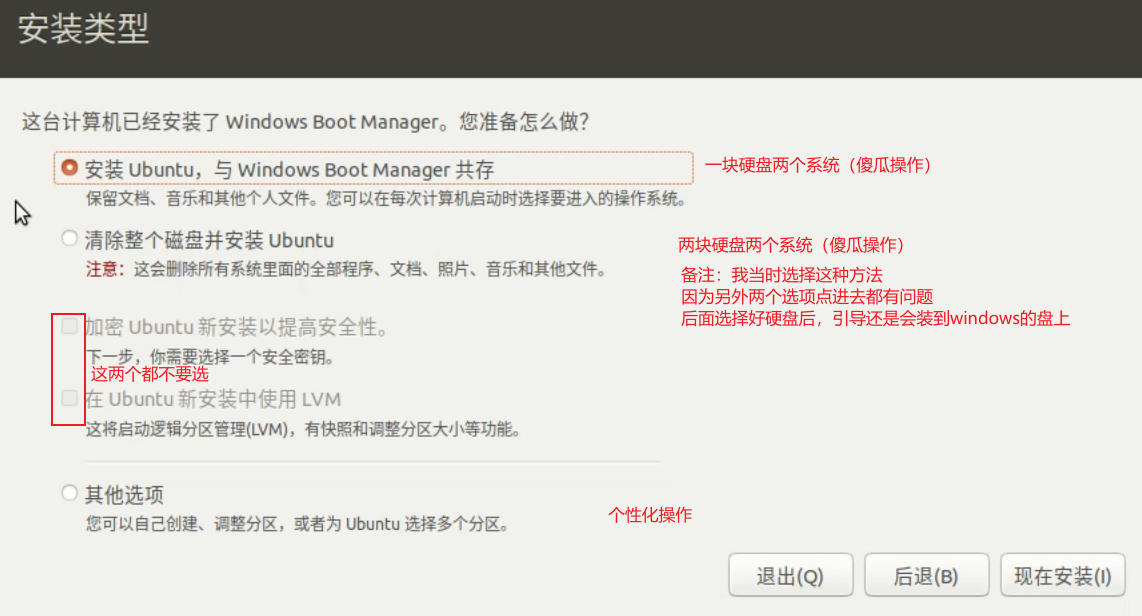 安装类型
这台计算机已经安装了 Windows Boot Manager。您准备怎么做?
安装 Ubuntu，与 Windows Boot Manager 共存
一块硬盘两个系统（傻瓜操作）
保留文档、音乐和其他个人文件。您可以在每次计算机启动时选择要进入的操作系统。
清除整个磁盘并安装 Ubuntu
两块硬盘两个系统（傻瓜操作）
注意：这会删除所有系统里面的全部程序、文档、照片、音乐和其他文件。
备注：我当时选择这种方法
因为另外两个选项点进去都有问题
后面选择好硬盘后，引导还是会装到windows的盘上
加密 Ubuntu 新安装以提高安全性。
下一步，你需要选择一个安全密钥。
这两个都不要选
在 Ubuntu 新安装中使用 LVM
这将启动逻辑分区管理(LVM)，有快照和调整分区大小等功能。
其他选项
您可以自己创建、调整分区，或者为 Ubuntu 选择多个分区。
个性化操作
退出(Q)
后退(B)
现在安装(I)